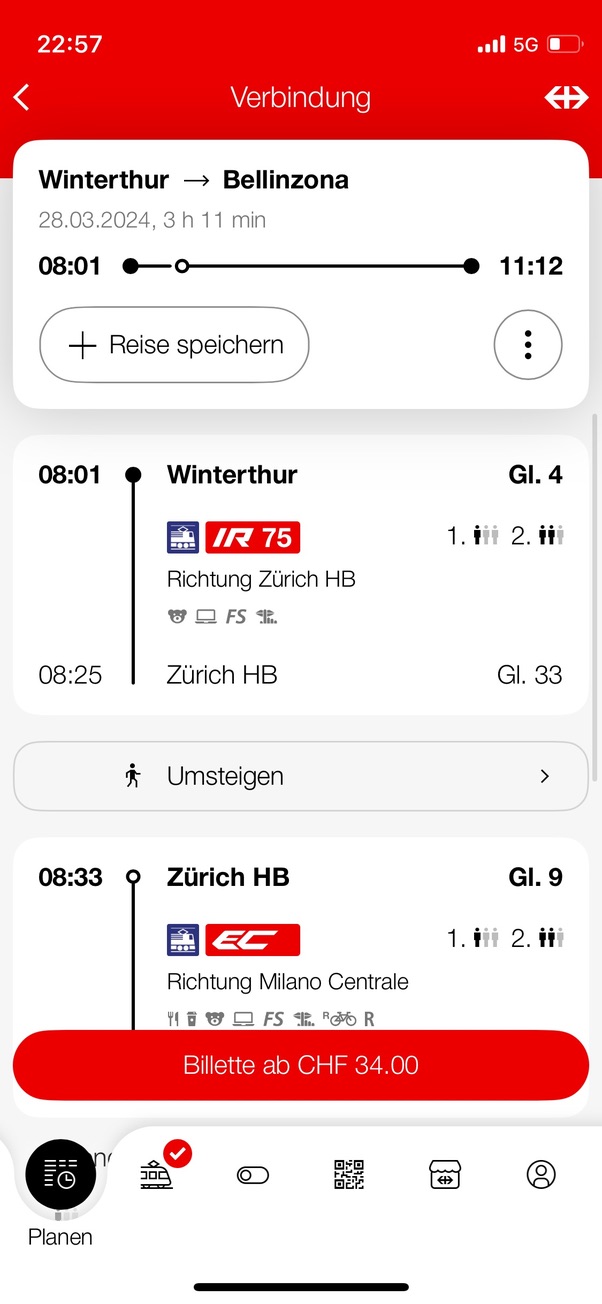 22:57
5G
Verbindung
Winterthur → Bellinzona
28.03.2024, 3 h 11 min
08:01 11:12
+ Reise speichern
08:01 Winterthur Gl. 4
IR 75 1. 2.
Richtung Zürich HB
FS
08:25 Zürich HB Gl. 33
Umsteigen
08:33 Zürich HB Gl. 9
EC 1. 2.
Richtung Milano Centrale
FS R R
Billette ab CHF 34.00
Planen